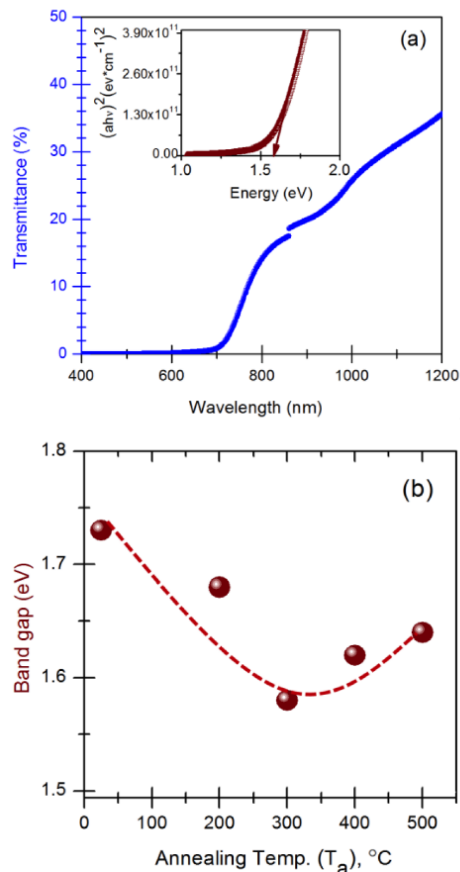 (a)
Transmittance (%)
50
40
30
20
10
0
400
600
800
1000
1200
Wavelength (nm)
(ahν)²(ev*cm⁻¹)²
3.90x10¹¹
2.60x10¹¹
1.30x10¹¹
0.00
1.0
1.5
2.0
Energy (eV)
(b)
Band gap (eV)
1.8
1.7
1.6
1.5
0
100
200
300
400
500
Annealing Temp. (Tₐ), °C